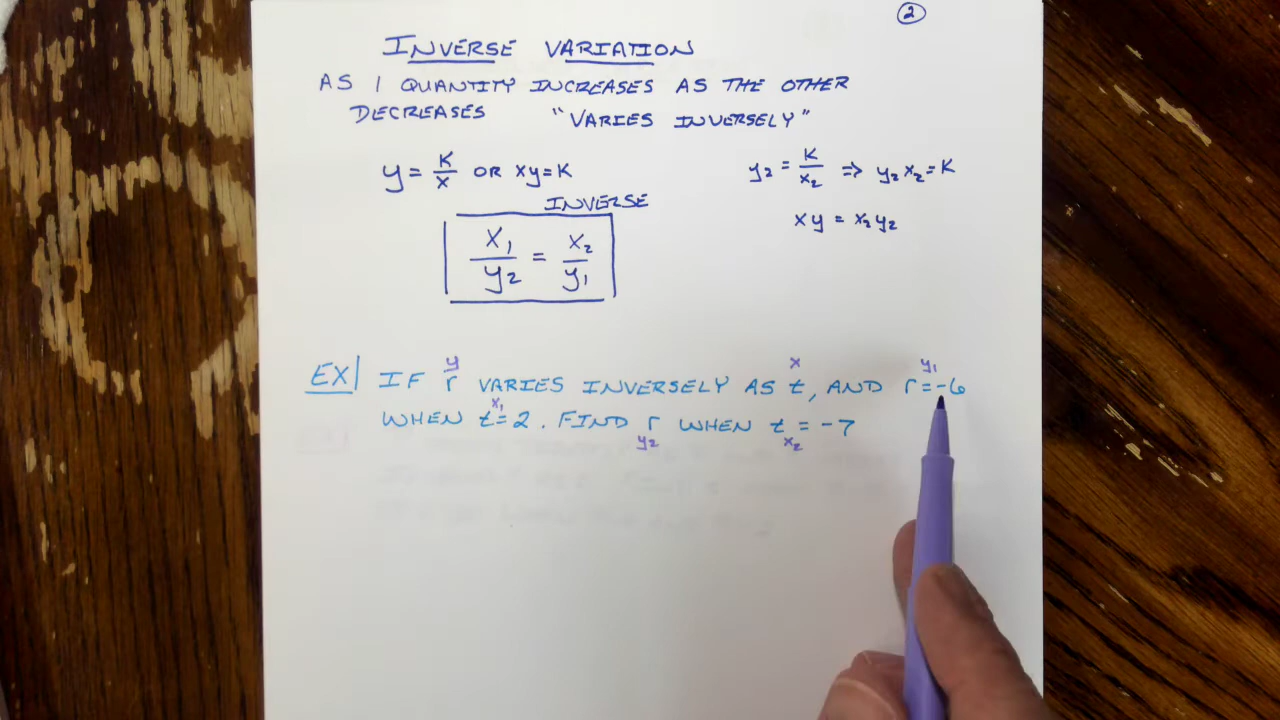 ②
INVERSE VARIATION
AS 1 QUANTITY INCREASES AS THE OTHER
DECREASES "VARIES INVERSELY"
y = K/x OR xy = K
y₂ = K/x₂ ⇒ y₂x₂ = K
xy = x₂y₂
INVERSE
x₁/y₂ = x₂/y₁
y x y₁
EX| IF r VARIES INVERSELY AS t, AND r = -6
x₁
WHEN t = 2. FIND r WHEN t = -7
y₂ x₂